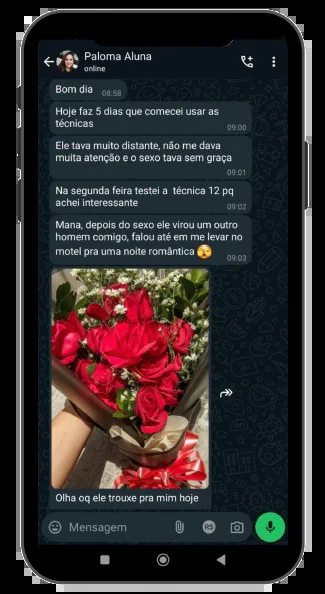 Paloma Aluna
online
Bom dia 08:58
Hoje faz 5 dias que comecei usar as
técnicas 09:00
Ele tava muito distante, não me dava
muita atenção e o sexo tava sem graça
09:01
Na segunda feira testei a técnica 12 pq
achei interessante 09:02
Mana, depois do sexo ele virou um outro
homem comigo, falou até em me levar no
motel pra uma noite romântica 🫣 09:03
Olha oq ele trouxe pra mim hoje
Mensagem R$